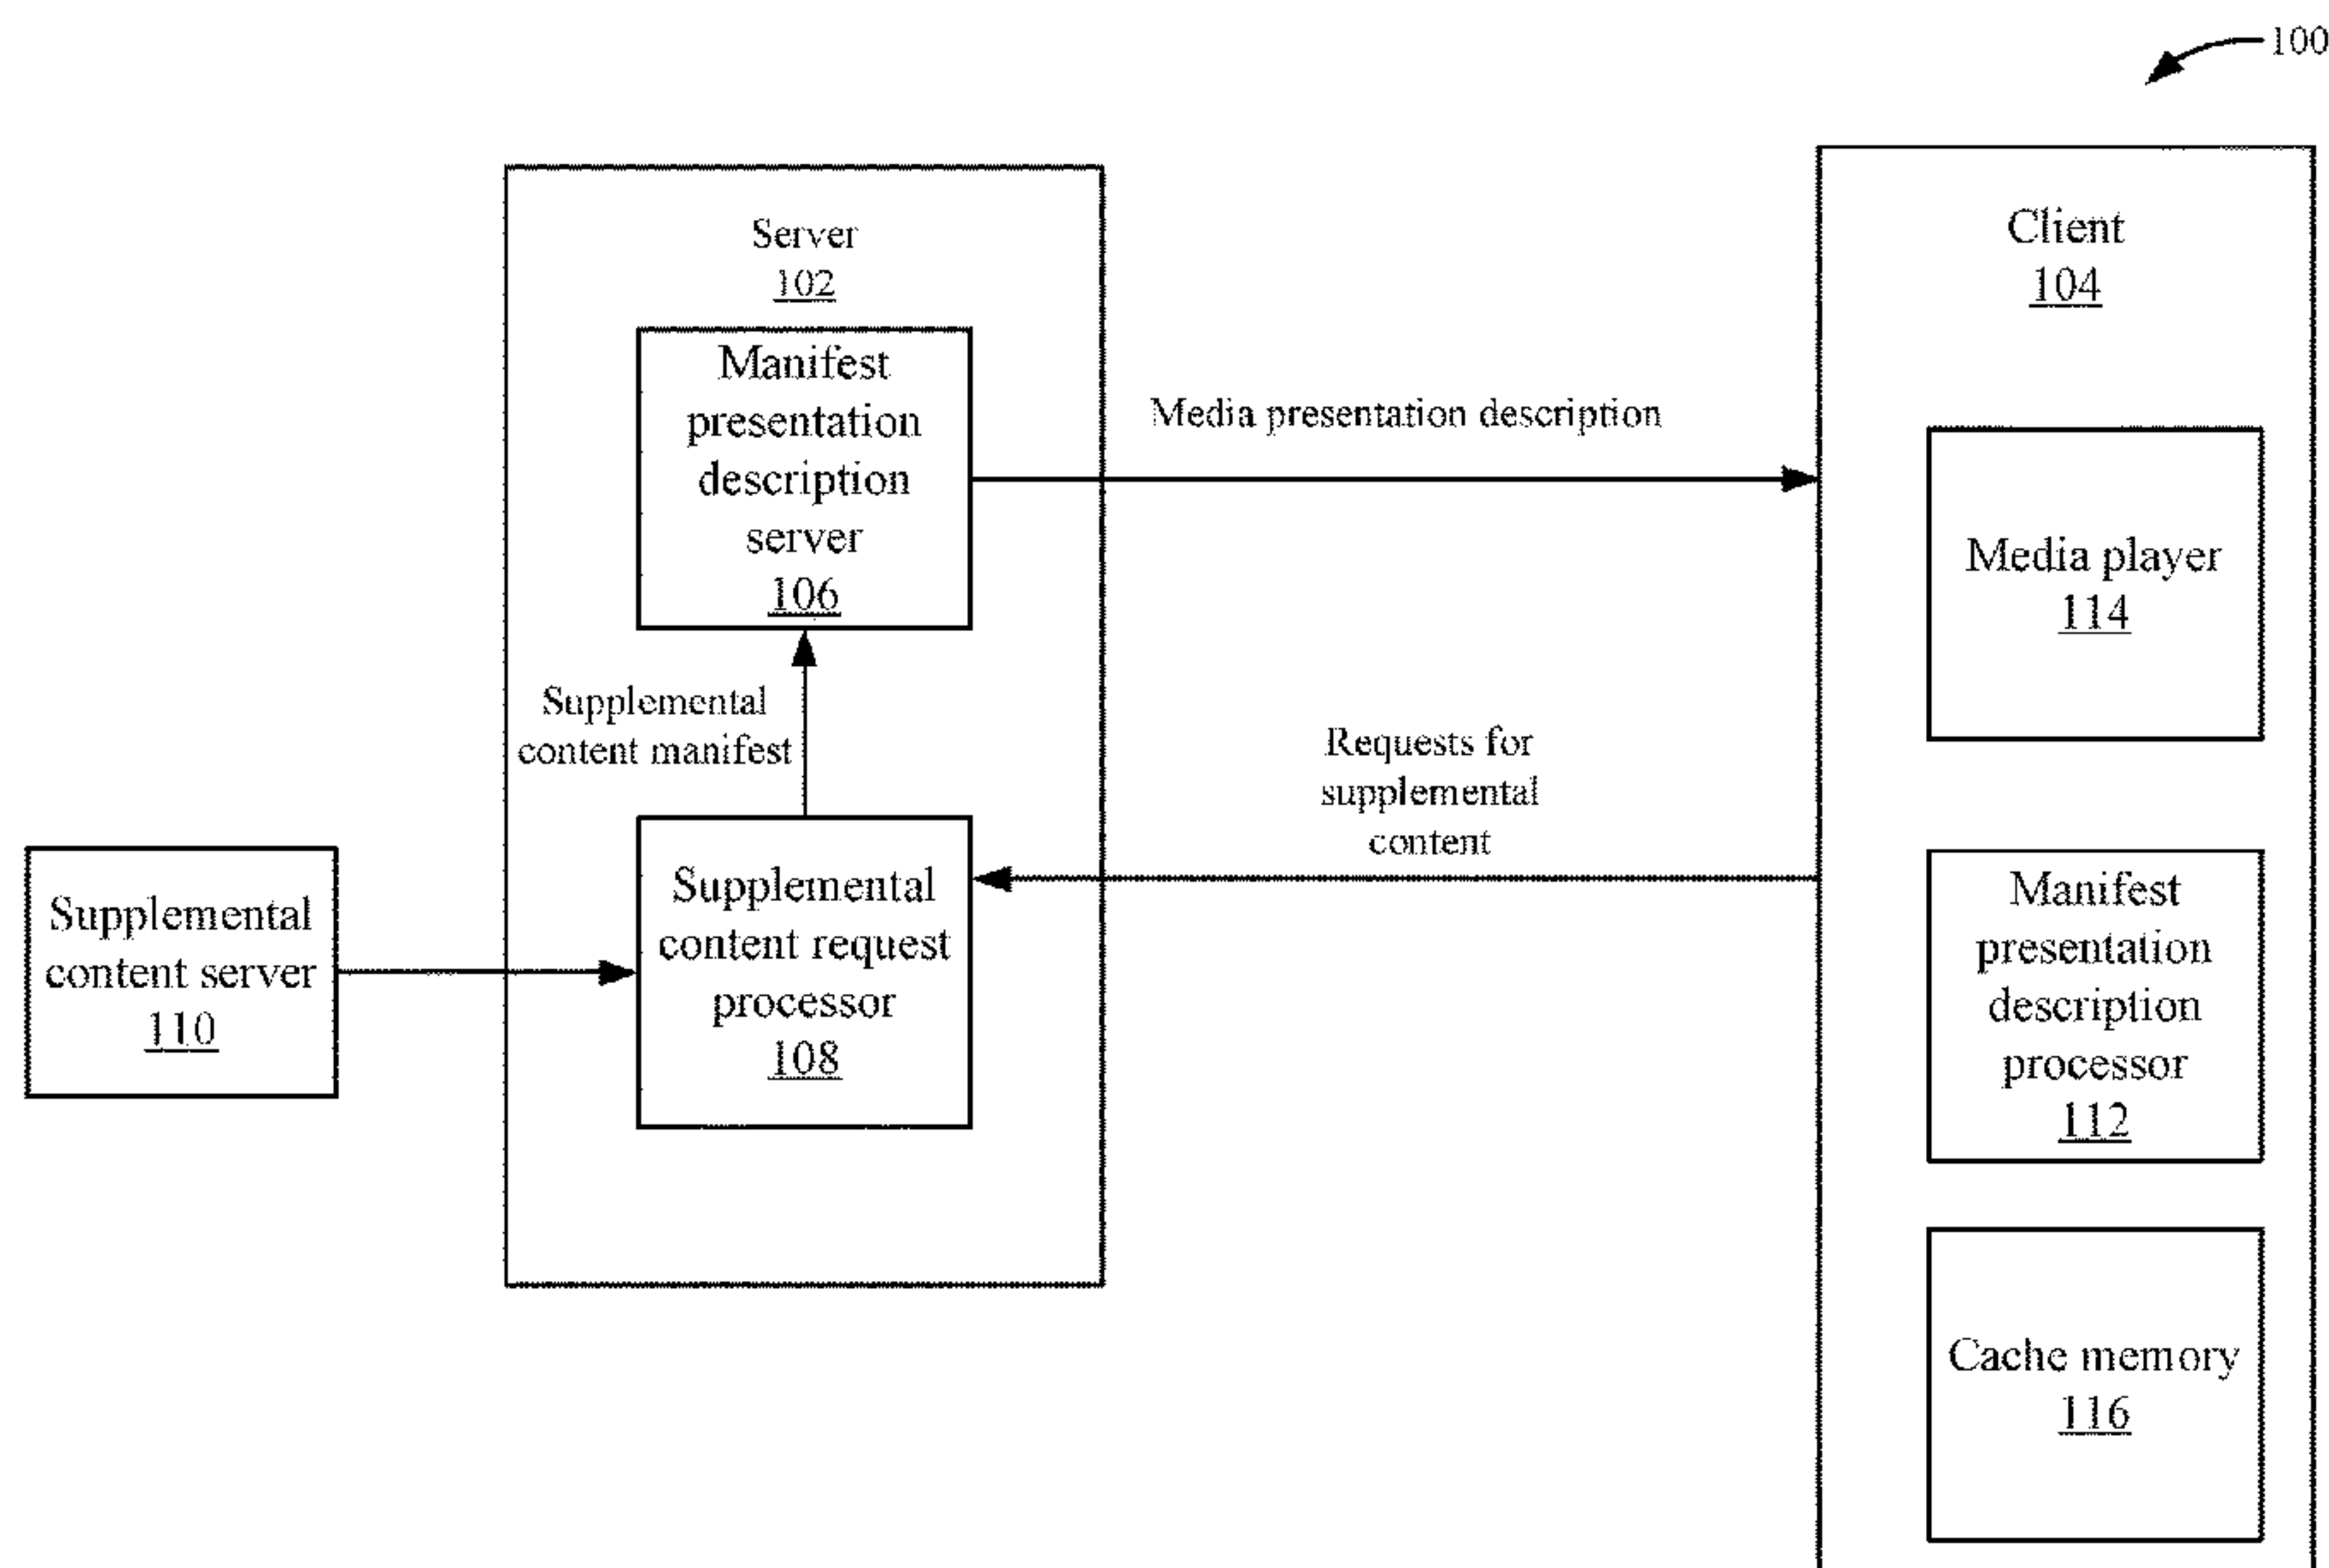 100
Server
102
Manifest
presentation
description
server
106
Media presentation description
Client
104
Media player
114
Supplemental
content manifest
Requests for
supplemental
content
Supplemental
content server
110
Supplemental
content request
processor
108
Manifest
presentation
description
processor
112
Cache memory
116